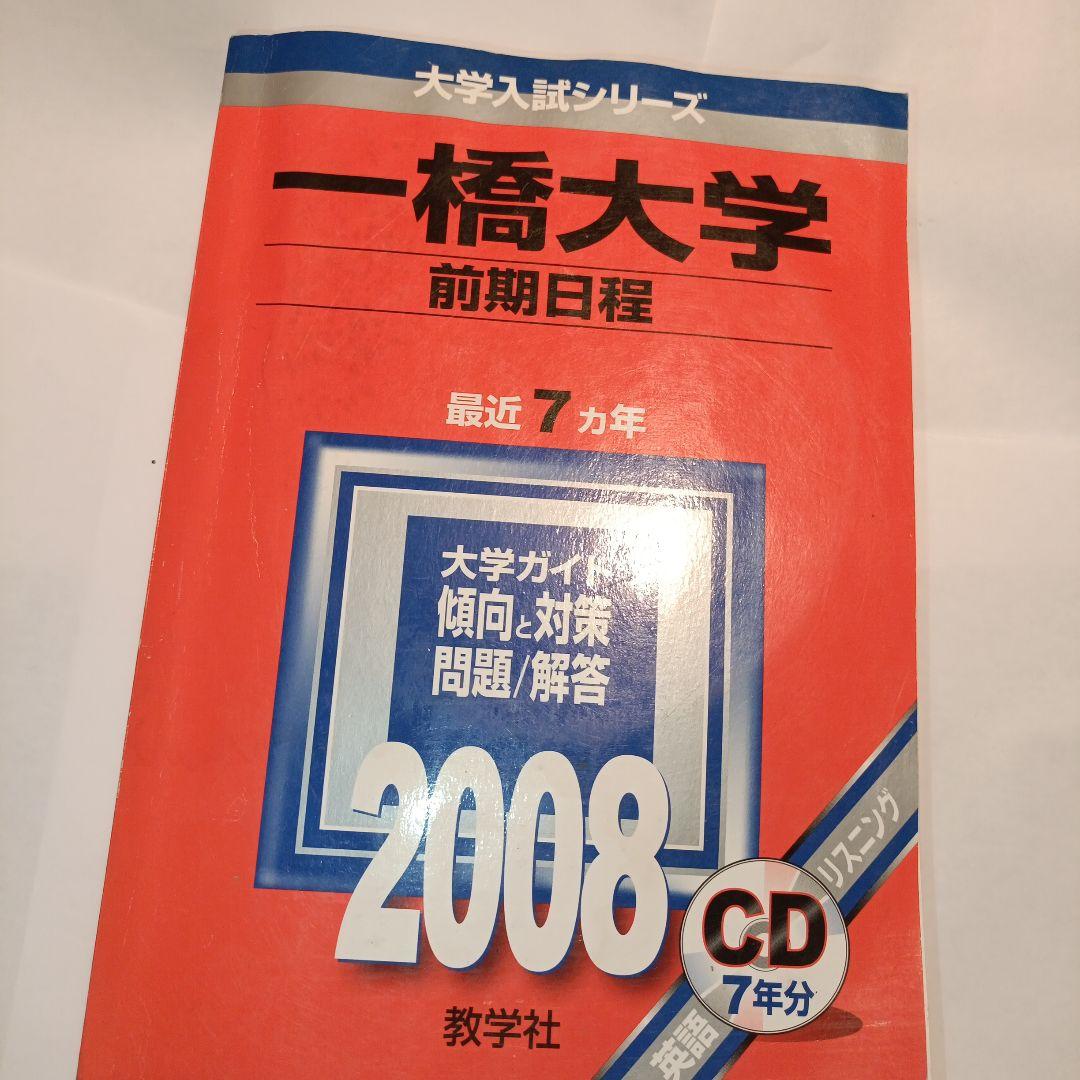 大学入試シリーズ
一橋大学
前期日程
最近7ヵ年
大学ガイド
傾向と対策
問題/解答
2008
英語リスニング
CD
7年分
教学社